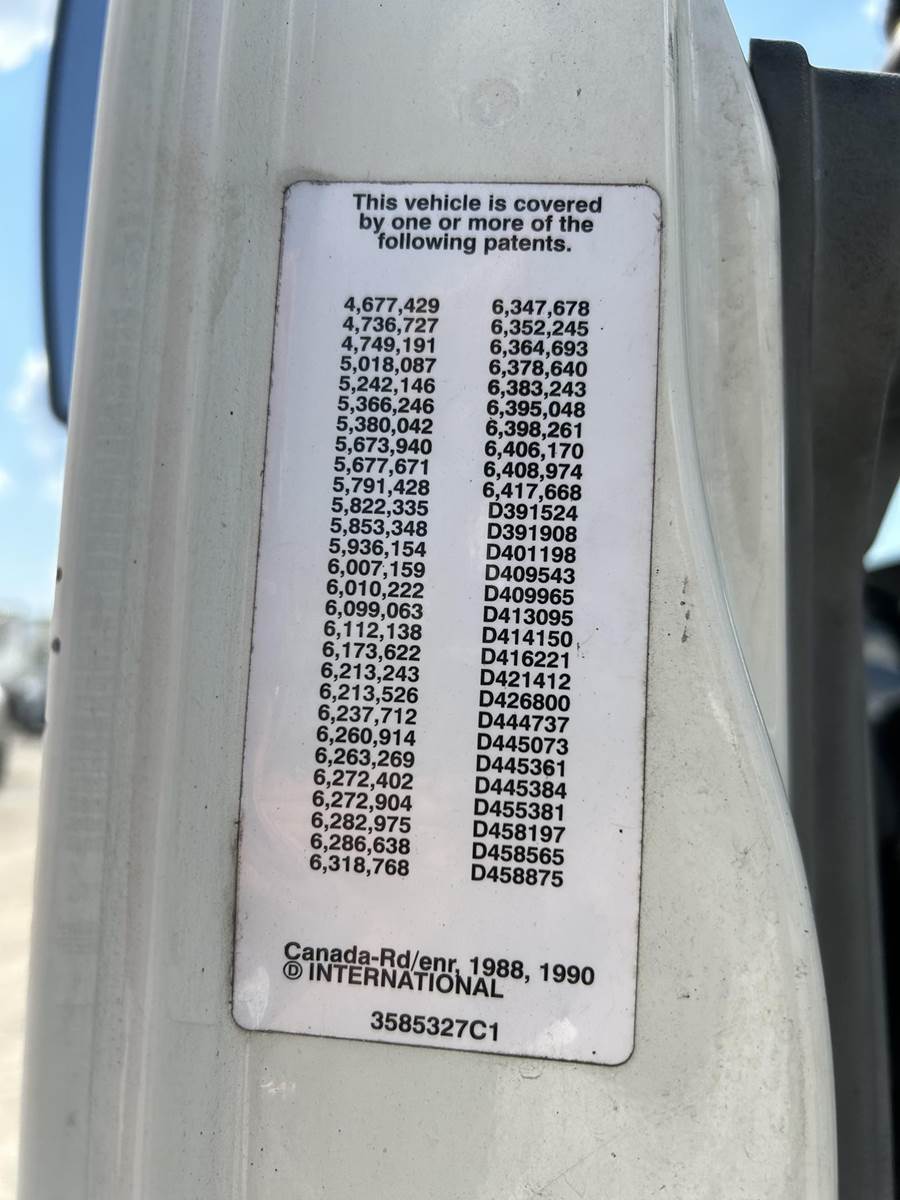 This vehicle is covered
by one or more of the
following patents.
4,677,429 6,347,678
4,736,727 6,352,245
4,749,191 6,364,693
5,018,087 6,378,640
5,242,146 6,383,243
5,366,246 6,395,048
5,380,042 6,398,261
5,673,940 6,406,170
5,677,671 6,408,974
5,791,428 6,417,668
5,822,335 D391524
5,853,348 D391908
5,936,154 D401198
6,007,159 D409543
6,010,222 D409965
6,099,063 D413095
6,112,138 D414150
6,173,622 D416221
6,213,243 D421412
6,213,526 D426800
6,237,712 D444737
6,260,914 D445073
6,263,269 D445361
6,272,402 D445384
6,272,904 D455381
6,282,975 D458197
6,286,638 D458565
6,318,768 D458875
Canada-Rd/enr, 1988, 1990
Ⓓ INTERNATIONAL
3585327C1